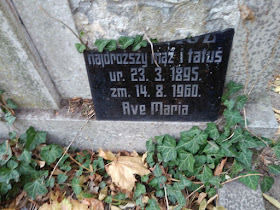 najdroższy mąż i tatuś
ur. 23. 3. 1895.
zm. 14. 8. 1960.
Ave Maria